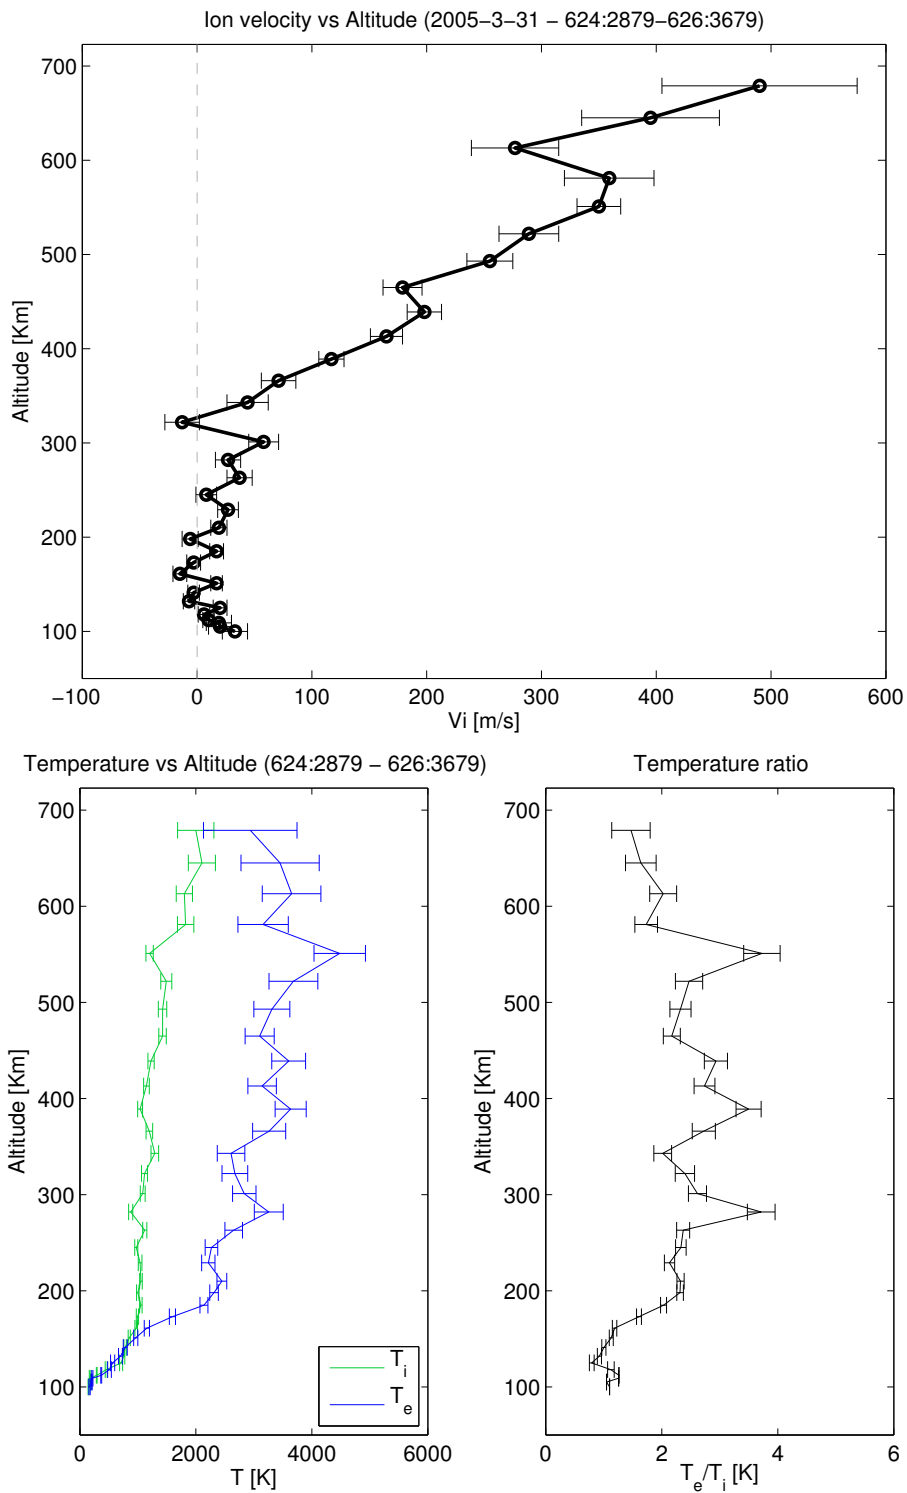 Ion velocity vs Altitude (2005−3−31 − 624:2879−626:3679)
700
600
500
400
300
200
100
Altitude [Km]
−100 0 100 200 300 400 500 600
Vi [m/s]
Temperature vs Altitude (624:2879 − 626:3679)
700
600
500
400
300
200
100
Altitude [Km]
T_i
T_e
0 2000 4000 6000
T [K]
Temperature ratio
700
600
500
400
300
200
100
Altitude [Km]
0 2 4 6
T_e/T_i [K]